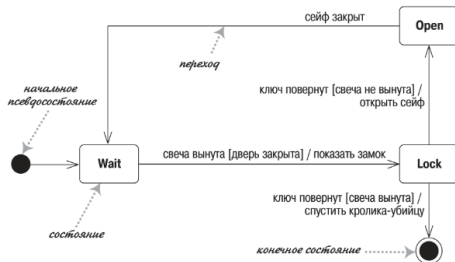 сейф закрыт
Open
переход
начальное
псевдосостояние
ключ повернут [свеча не вынута] /
открыть сейф
Wait
свеча вынута [дверь закрыта] / показать замок
Lock
ключ повернут [свеча вынута] /
спустить кролика-убийцу
состояние
конечное состояние